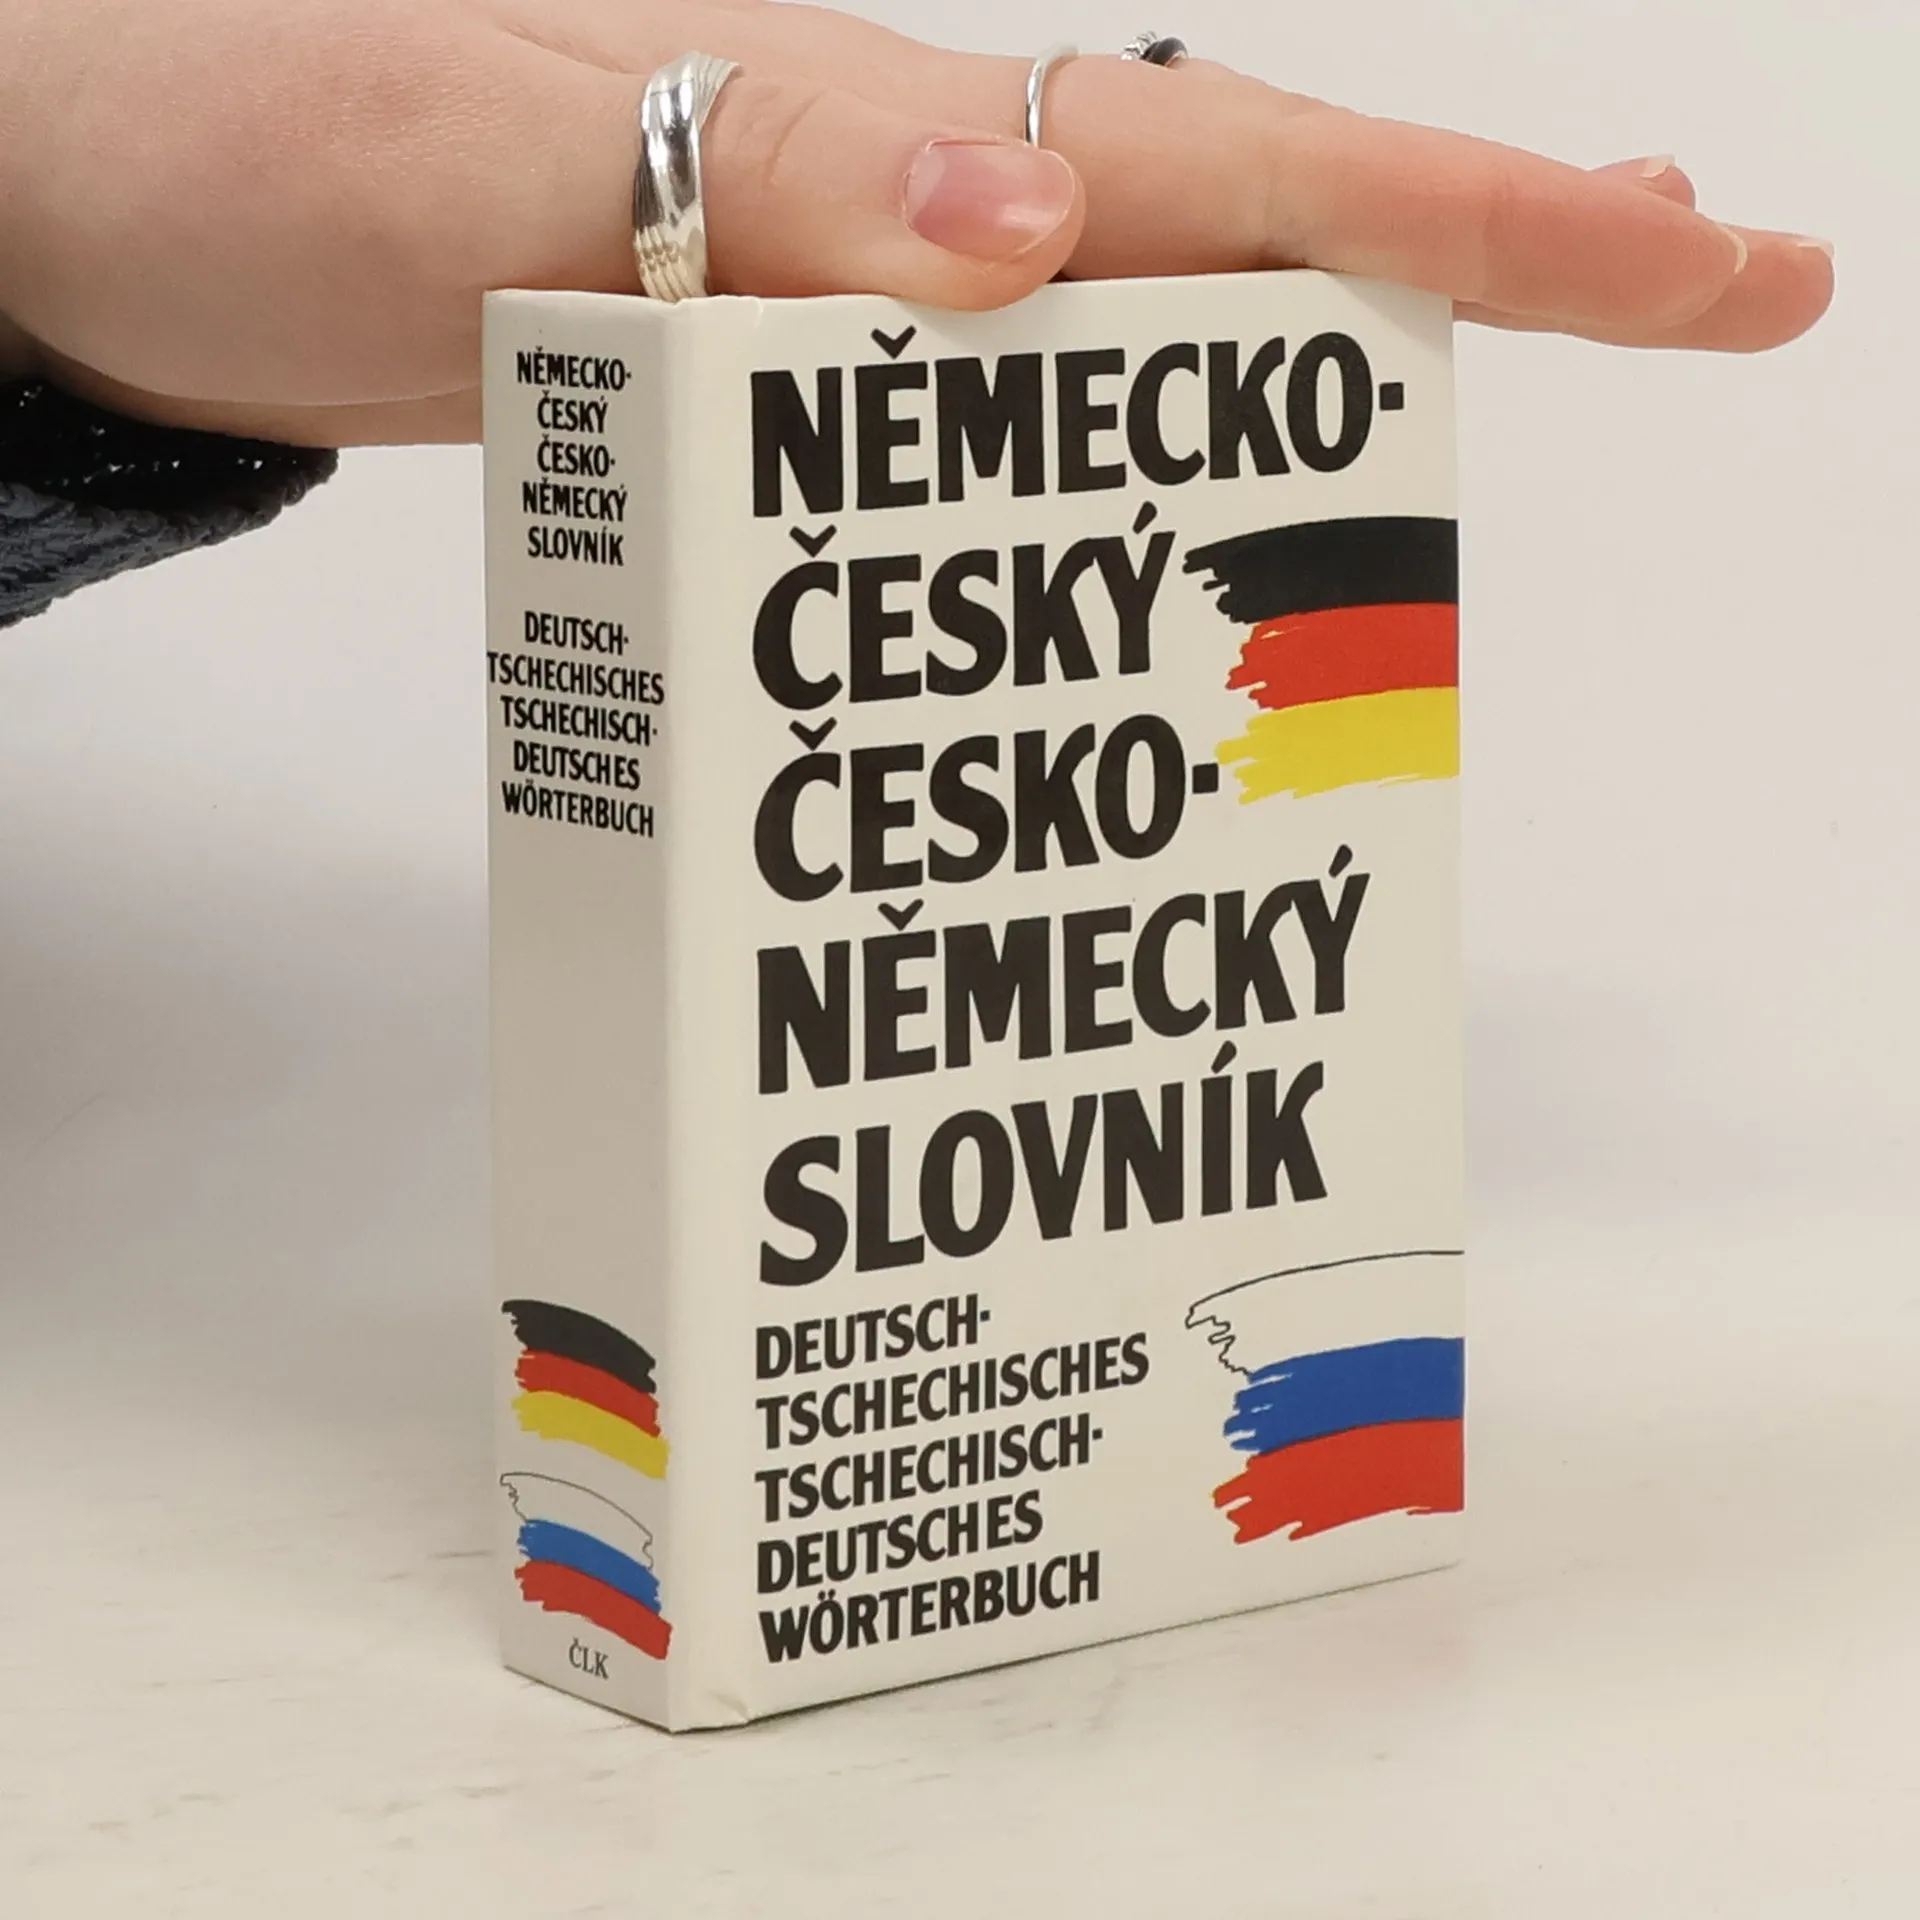 NĚMECKO-
ČESKÝ
ČESKO-
NĚMECKÝ
SLOVNÍK
DEUTSCH-
TSCHECHISCHES
TSCHECHISCH-
DEUTSCHES
WÖRTERBUCH
ČLK
NĚMECKO-
ČESKÝ
ČESKO-
NĚMECKÝ
SLOVNÍK
DEUTSCH-
TSCHECHISCHES
TSCHECHISCH-
DEUTSCHES
WÖRTERBUCH